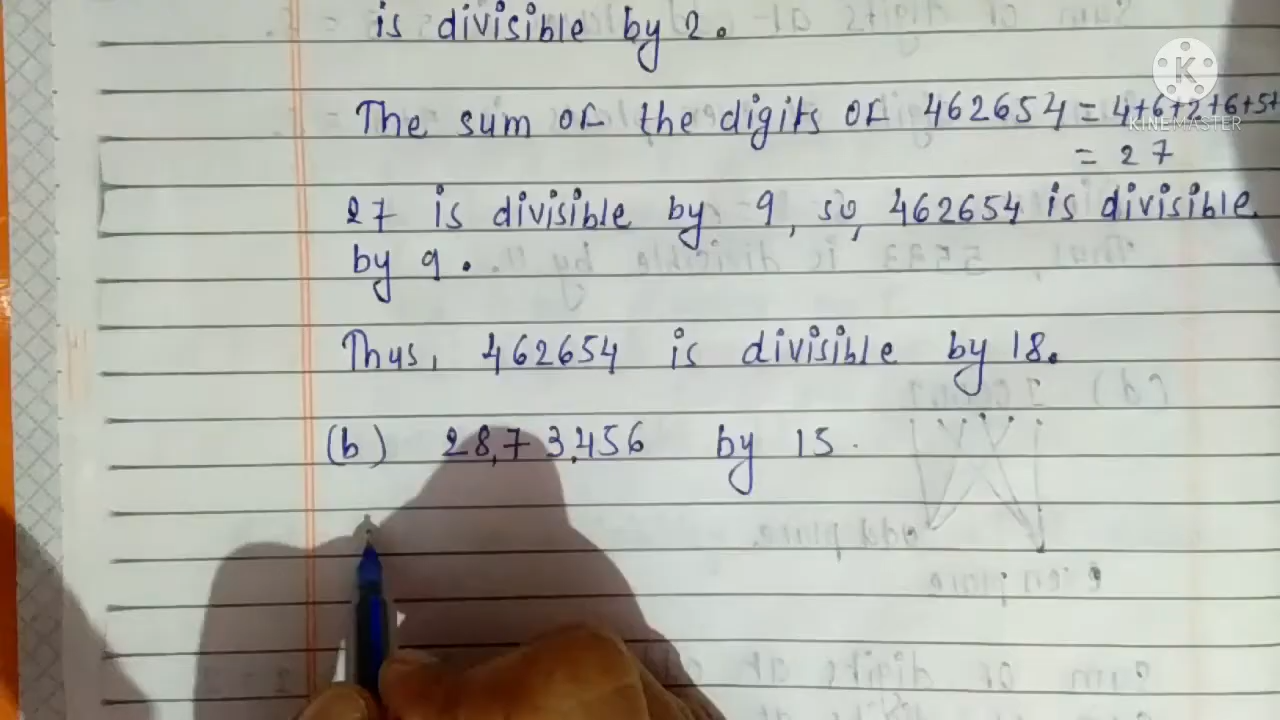 is divisible by 2.
The sum of the digits of 462654 = 4+6+2+6+5+
= 27
27 is divisible by 9, so, 462654 is divisible
by 9.
Thus, 462654 is divisible by 18.
(b) 28,73,456 by 15.
K
KINEMASTER